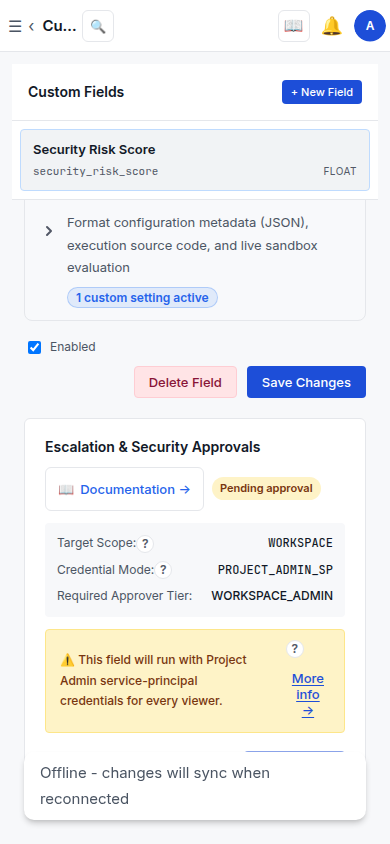 Cu...
A
Custom Fields
+ New Field
Security Risk Score
security_risk_score
FLOAT
Format configuration metadata (JSON),
execution source code, and live sandbox
evaluation
1 custom setting active
Enabled
Delete Field
Save Changes
Escalation & Security Approvals
📖 Documentation →
Pending approval
Target Scope: ?
WORKSPACE
Credential Mode: ?
PROJECT_ADMIN_SP
Required Approver Tier:
WORKSPACE_ADMIN
⚠️ This field will run with Project
Admin service-principal
credentials for every viewer.
?
More
info
→
Offline - changes will sync when
reconnected